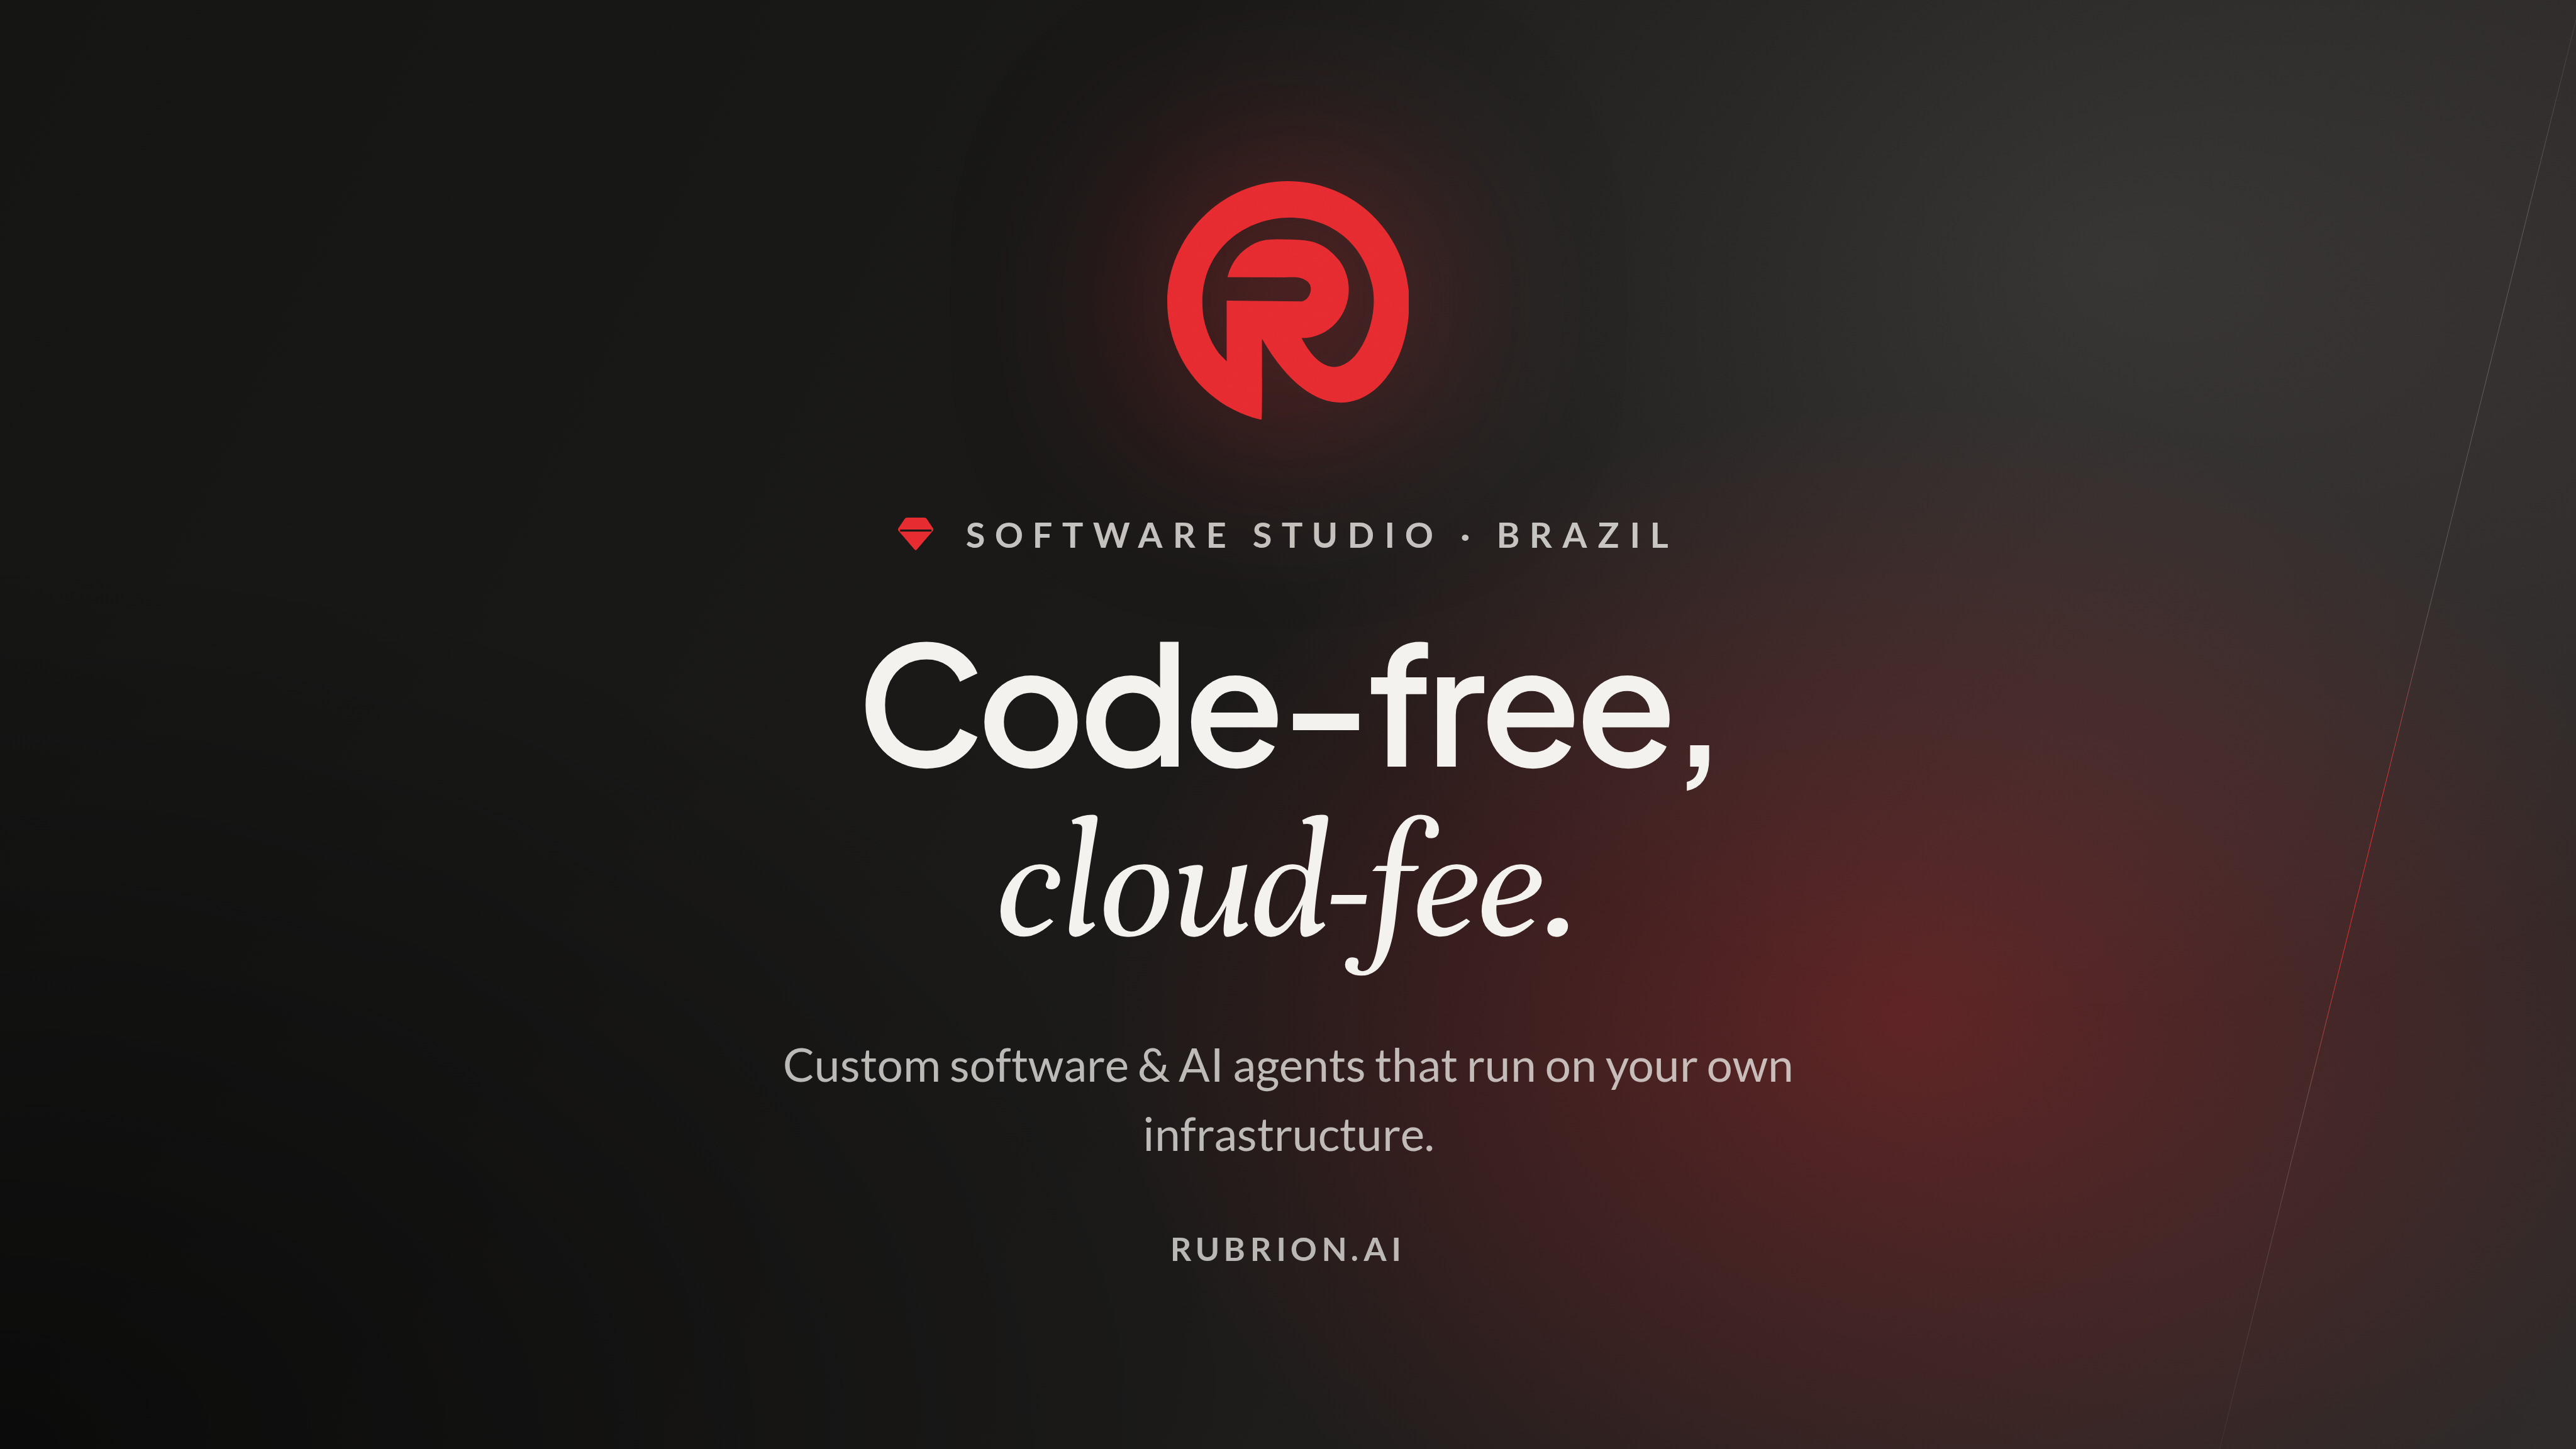 R
SOFTWARE STUDIO · BRAZIL
Code-free,
cloud-fee.
Custom software & AI agents that run on your own
infrastructure.
RUBRION.AI